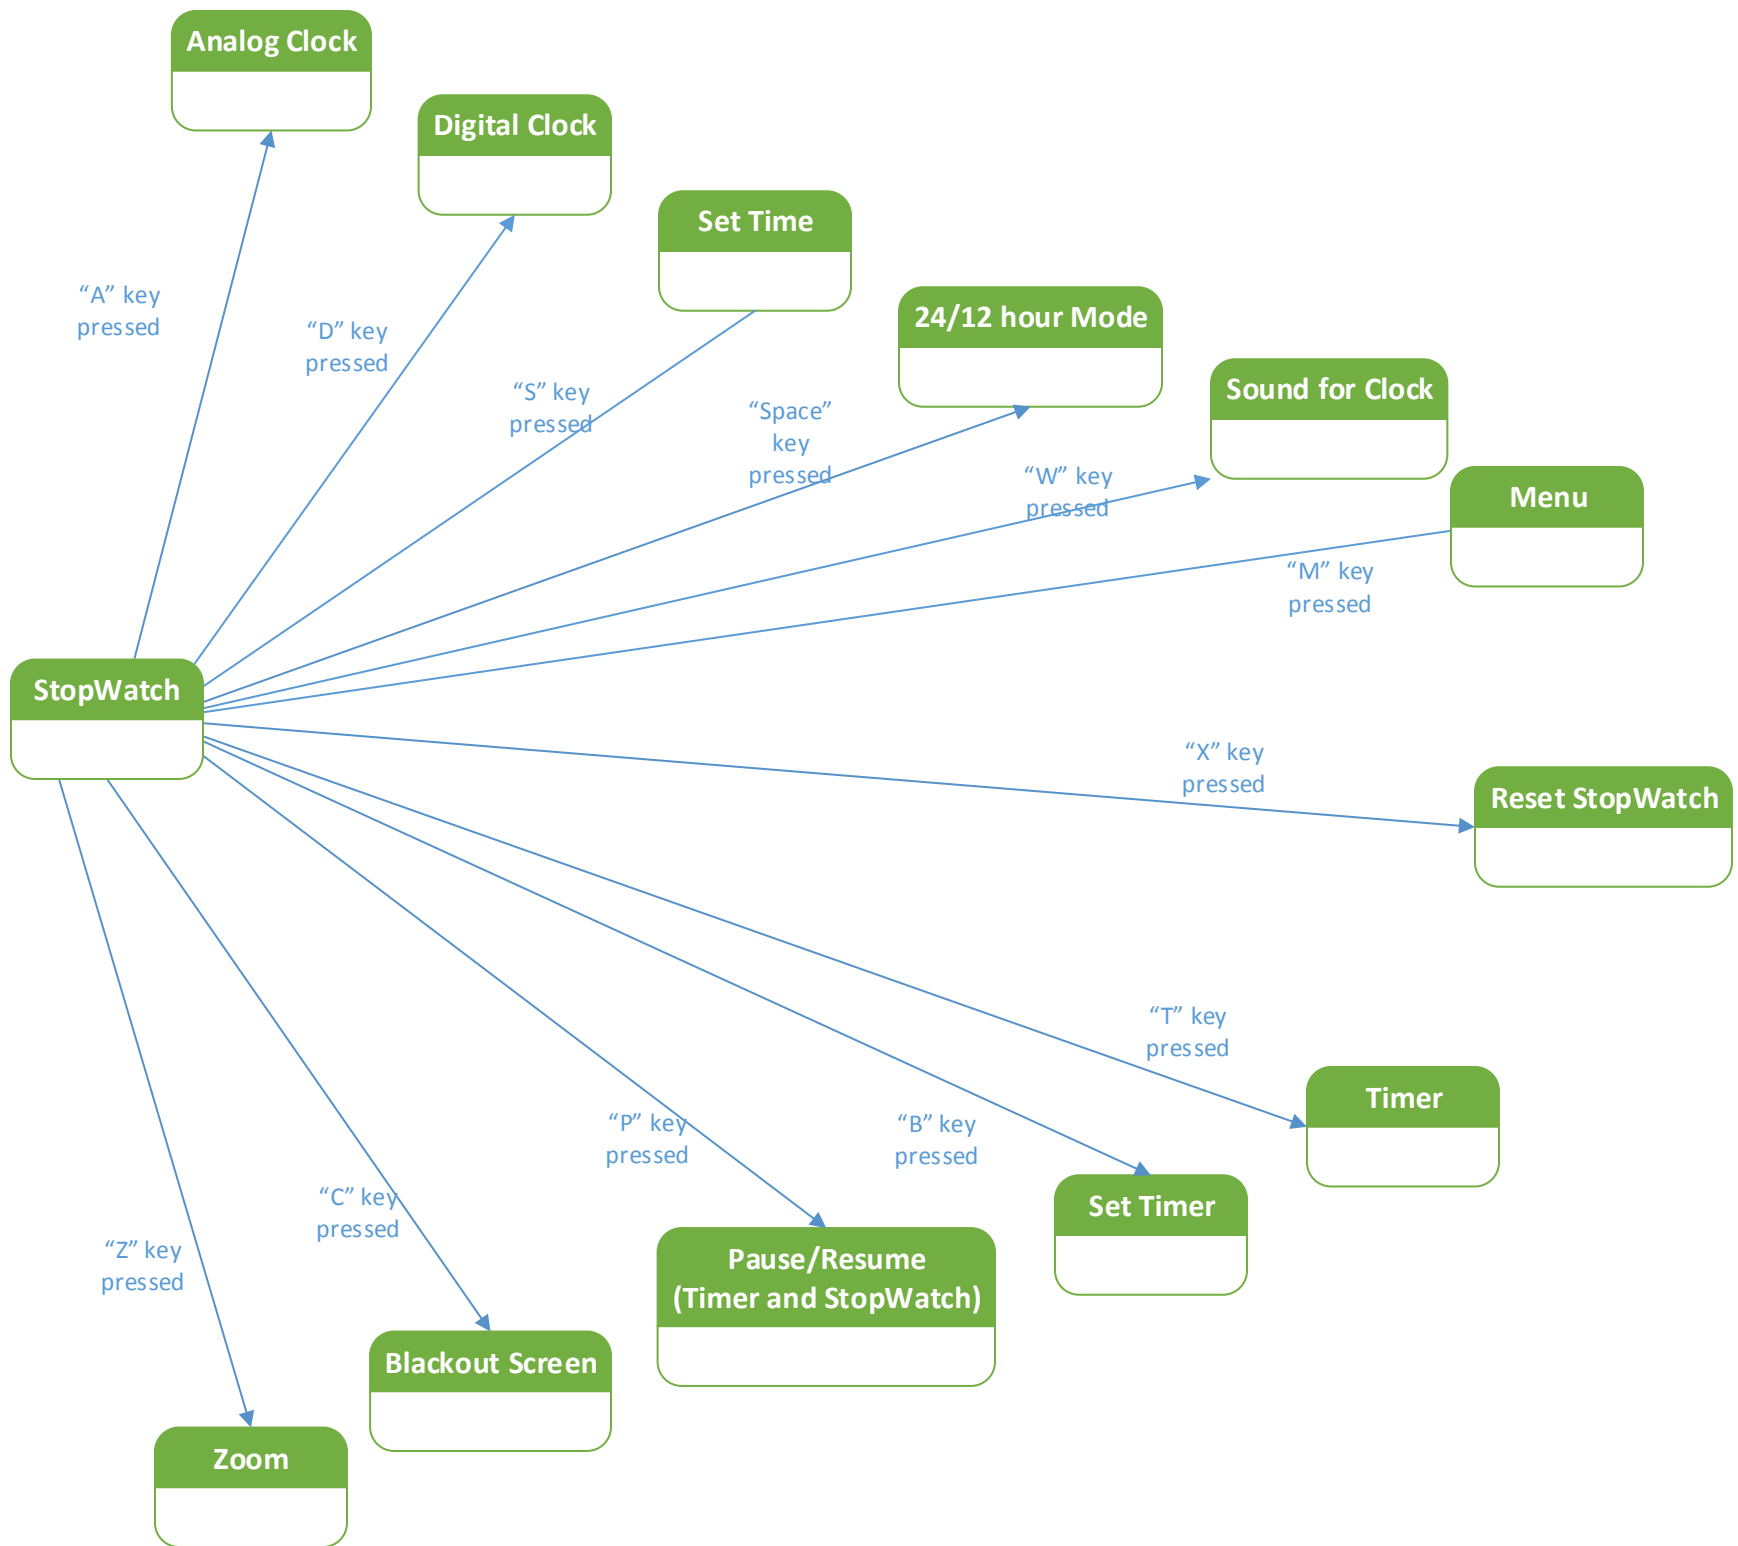 Analog Clock
Digital Clock
Set Time
“A” key
pressed
24/12 hour Mode
“D” key
pressed
Sound for Clock
“S” key
pressed
“Space”
key
pressed
“W” key
pressed
Menu
“M” key
pressed
StopWatch
“X” key
pressed
Reset StopWatch
“T” key
pressed
Timer
“P” key
pressed
“B” key
pressed
“C” key
pressed
Set Timer
“Z” key
pressed
Pause/Resume
(Timer and StopWatch)
Blackout Screen
Zoom